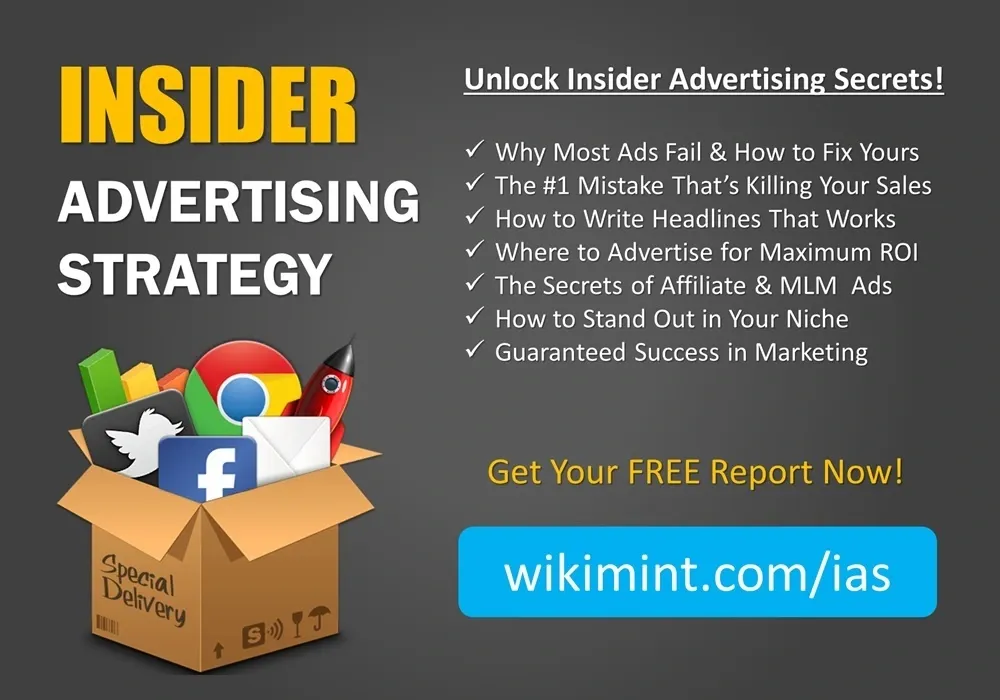 INSIDER
ADVERTISING
STRATEGY
Unlock Insider Advertising Secrets!
✓ Why Most Ads Fail & How to Fix Yours
✓ The #1 Mistake That’s Killing Your Sales
✓ How to Write Headlines That Works
✓ Where to Advertise for Maximum ROI
✓ The Secrets of Affiliate & MLM Ads
✓ How to Stand Out in Your Niche
✓ Guaranteed Success in Marketing
Get Your FREE Report Now!
wikimint.com/ias
f
Special
Delivery
S